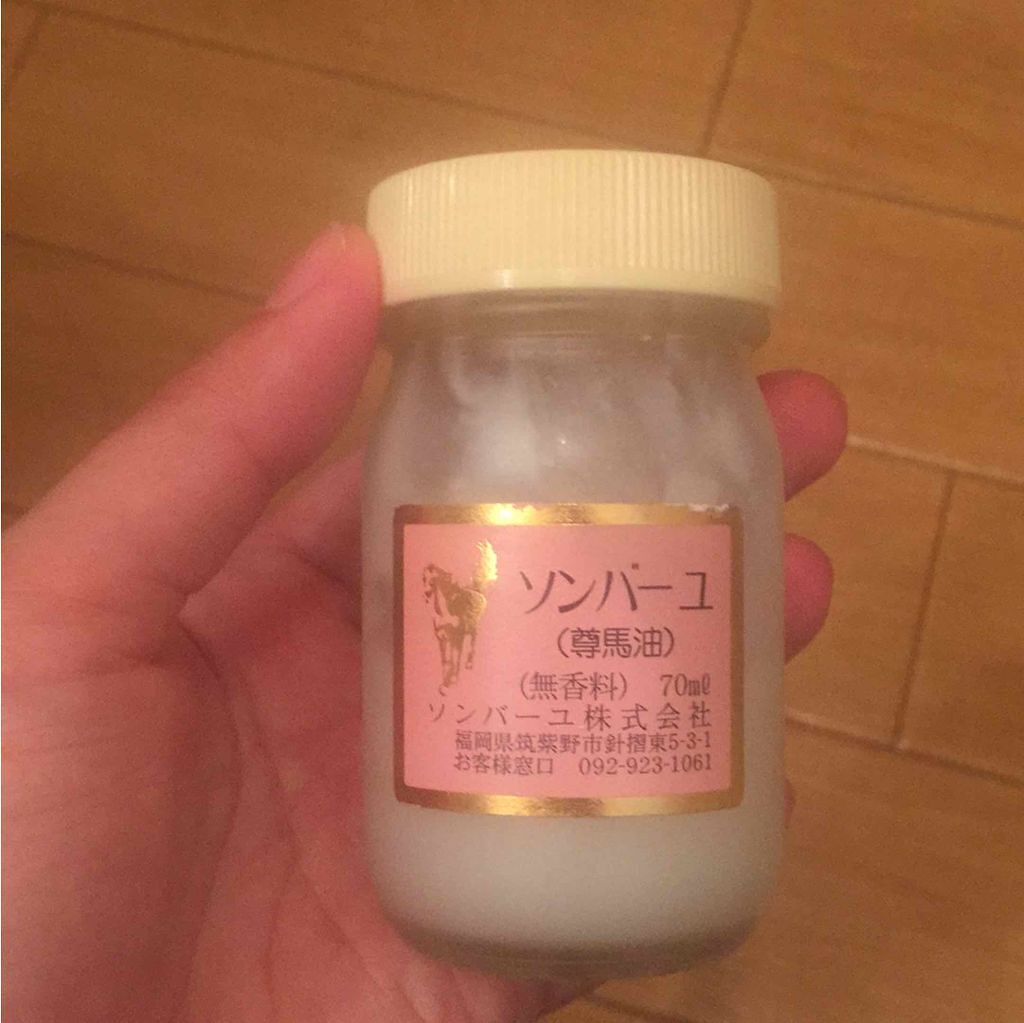 ソンバーユ
(尊馬油)
(無香料) 70mℓ
ソンバーユ株式会社
福岡県筑紫野市針摺東5-3-1
お客様窓口 092-923-1061